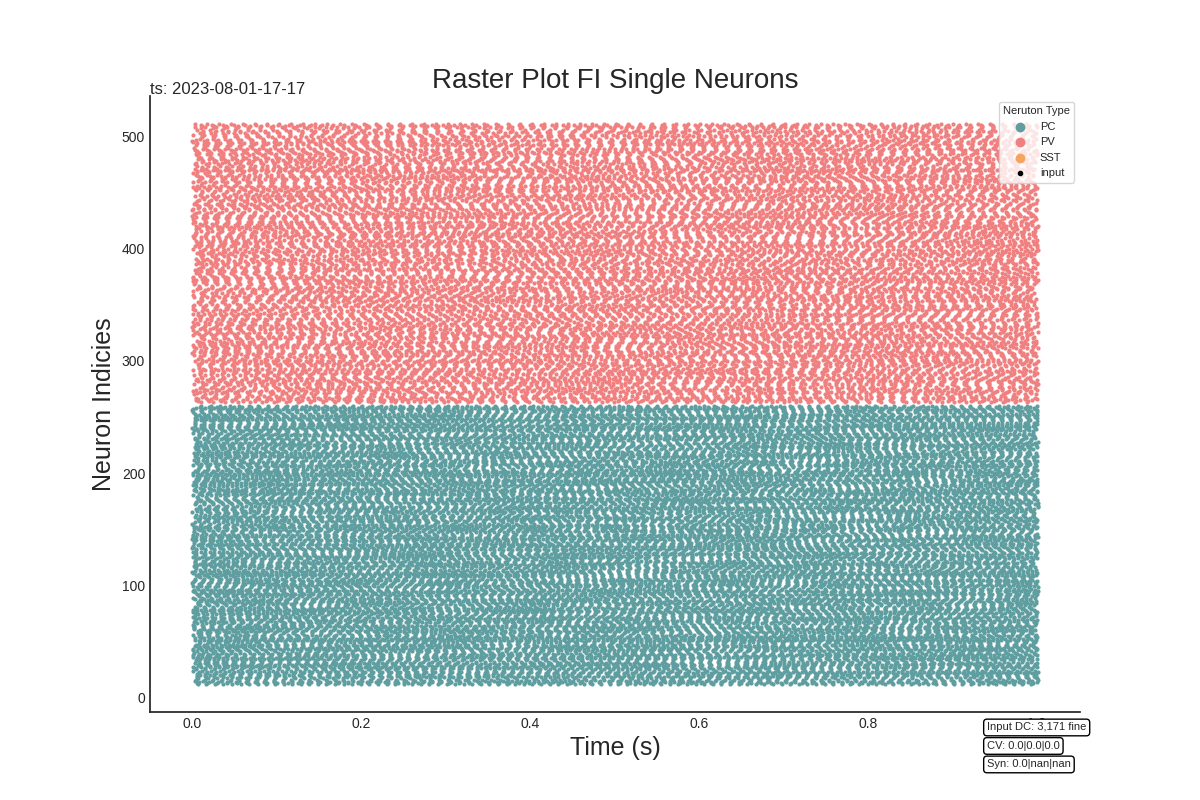 Raster Plot FI Single Neurons
ts: 2023-08-01-17-17
Neruton Type
PC
PV
SST
input
500
400
300
200
100
0
Neuron Indicies
0.0 0.2 0.4 0.6 0.8
Time (s)
Input DC: 3,171 fine
CV: 0.0|0.0|0.0
Syn: 0.0|nan|nan